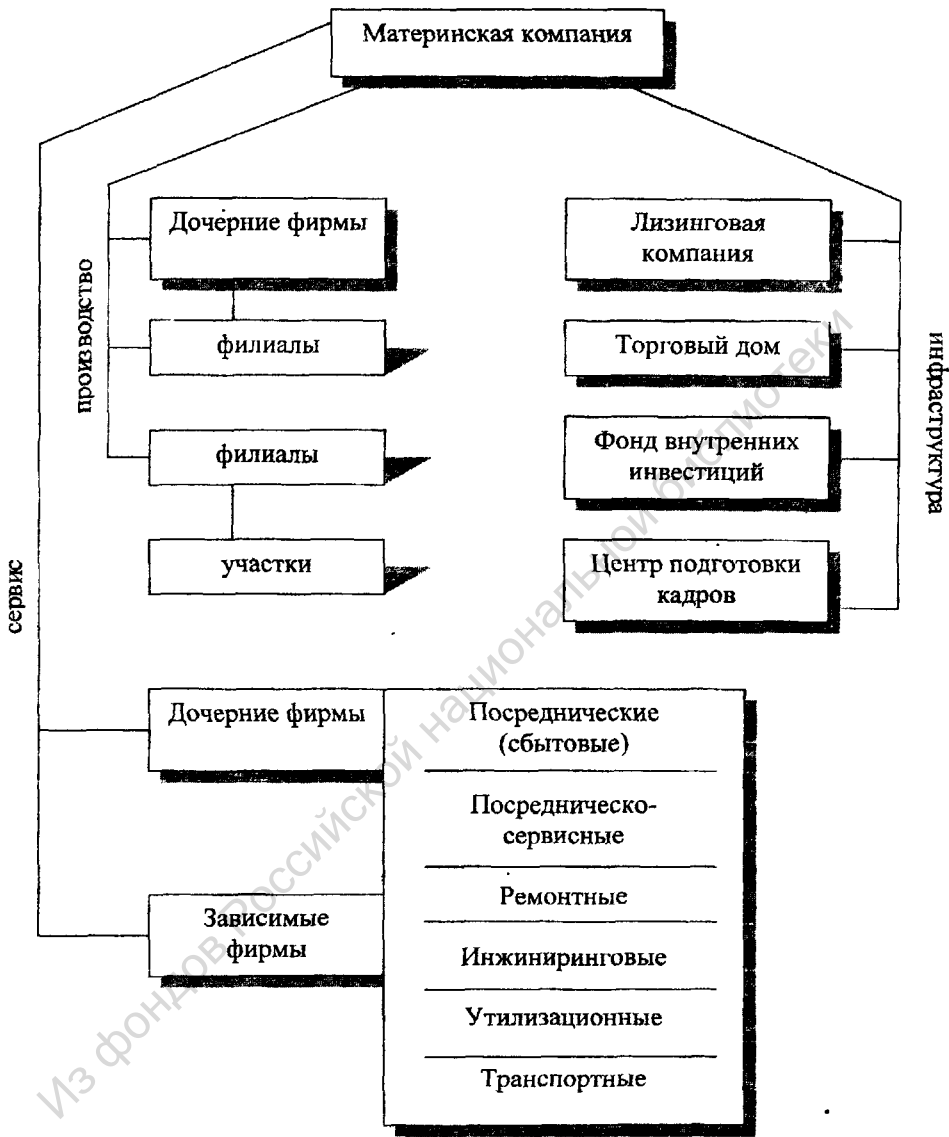 Материнская компания
производство
Дочерние фирмы
филиалы
филиалы
участки
Лизинговая
компания
Торговый дом
Фонд внутренних
инвестиций
Центр подготовки
кадров
инфраструктура
сервис
Дочерние фирмы
Зависимые
фирмы
Посреднические
(сбытовые)
Посредническо-
сервисные
Ремонтные
Инжиниринговые
Утилизационные
Транспортные
Из фондов Российской национальной библиотеки